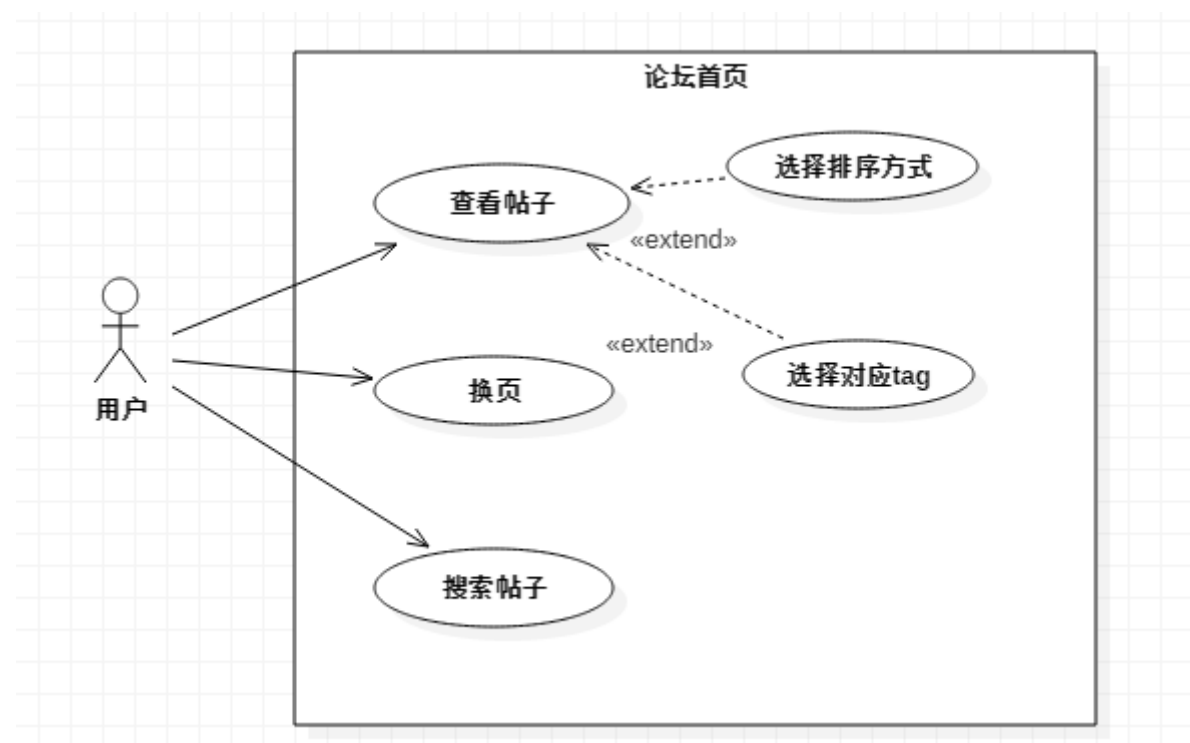 论坛首页
选择排序方式
查看帖子
«extend»
«extend»
选择对应tag
换页
用户
搜索帖子